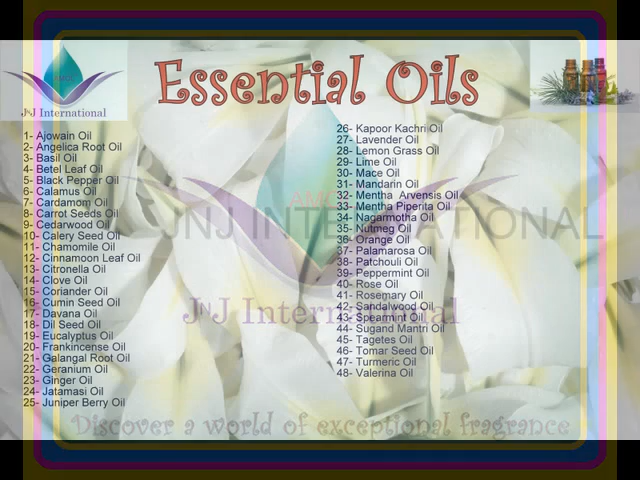 Essential Oils
AMCC
J•J International
1- Ajowain Oil
2- Angelica Root Oil
3- Basil Oil
4- Betel Leaf Oil
5- Black Pepper Oil
6- Calamus Oil
7- Cardamom Oil
8- Carrot Seeds Oil
9- Cedarwood Oil
10- Calery Seed Oil
11- Chamomile Oil
12- Cinnamoon Leaf Oil
13- Citronella Oil
14- Clove Oil
15- Coriander Oil
16- Cumin Seed Oil
17- Davana Oil
18- Dil Seed Oil
19- Eucalyptus Oil
20- Frankincense Oil
21- Galangal Root Oil
22- Geranium Oil
23- Ginger Oil
24- Jatamasi Oil
25- Juniper Berry Oil
26- Kapoor Kachri Oil
27- Lavender Oil
28- Lemon Grass Oil
29- Lime Oil
30- Mace Oil
31- Mandarin Oil
32- Mentha Arvensis Oil
33- Mentha Piperita Oil
34- Nagarmotha Oil
35- Nutmeg Oil
36- Orange Oil
37- Palamarosa Oil
38- Patchouli Oil
39- Peppermint Oil
40- Rose Oil
41- Rosemary Oil
42- Sandalwood Oil
43- Spearmint Oil
44- Sugand Mantri Oil
45- Tagetes Oil
46- Tomar Seed Oil
47- Turmeric Oil
48- Valerina Oil
JNJ INTERNATIONAL
J•J International
Discover a world of exceptional fragrance